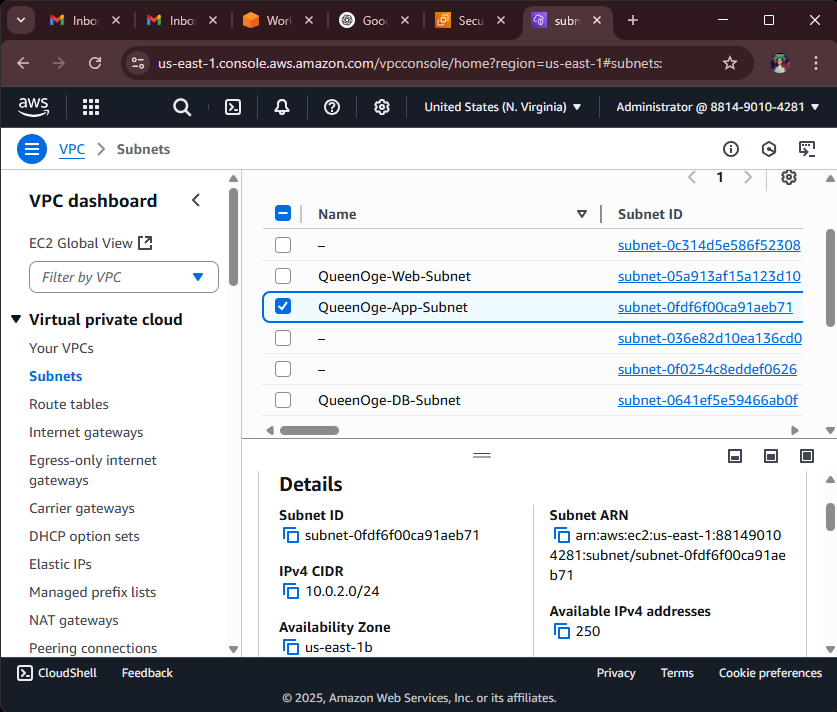 Inbo
Inbo
Work
Goo
Secu
subn
us-east-1.console.aws.amazon.com/vpcconsole/home?region=us-east-1#subnets:
aws
United States (N. Virginia)
Administrator @ 8814-9010-4281
VPC
Subnets
VPC dashboard
EC2 Global View
Filter by VPC
Virtual private cloud
Your VPCs
Subnets
Route tables
Internet gateways
Egress-only internet
gateways
Carrier gateways
DHCP option sets
Elastic IPs
Managed prefix lists
NAT gateways
Peering connections
1
Name
Subnet ID
–
subnet-0c314d5e586f52308
QueenOge-Web-Subnet
subnet-05a913af15a123d10
QueenOge-App-Subnet
subnet-0fdf6f00ca91aeb71
–
subnet-036e82d10ea136cd0
–
subnet-0f0254c8eddef0626
QueenOge-DB-Subnet
subnet-0641ef5e59466ab0f
Details
Subnet ID
subnet-0fdf6f00ca91aeb71
IPv4 CIDR
10.0.2.0/24
Availability Zone
us-east-1b
Subnet ARN
arn:aws:ec2:us-east-1:88149010
4281:subnet/subnet-0fdf6f00ca91ae
b71
Available IPv4 addresses
250
CloudShell
Feedback
Privacy
Terms
Cookie preferences
© 2025, Amazon Web Services, Inc. or its affiliates.